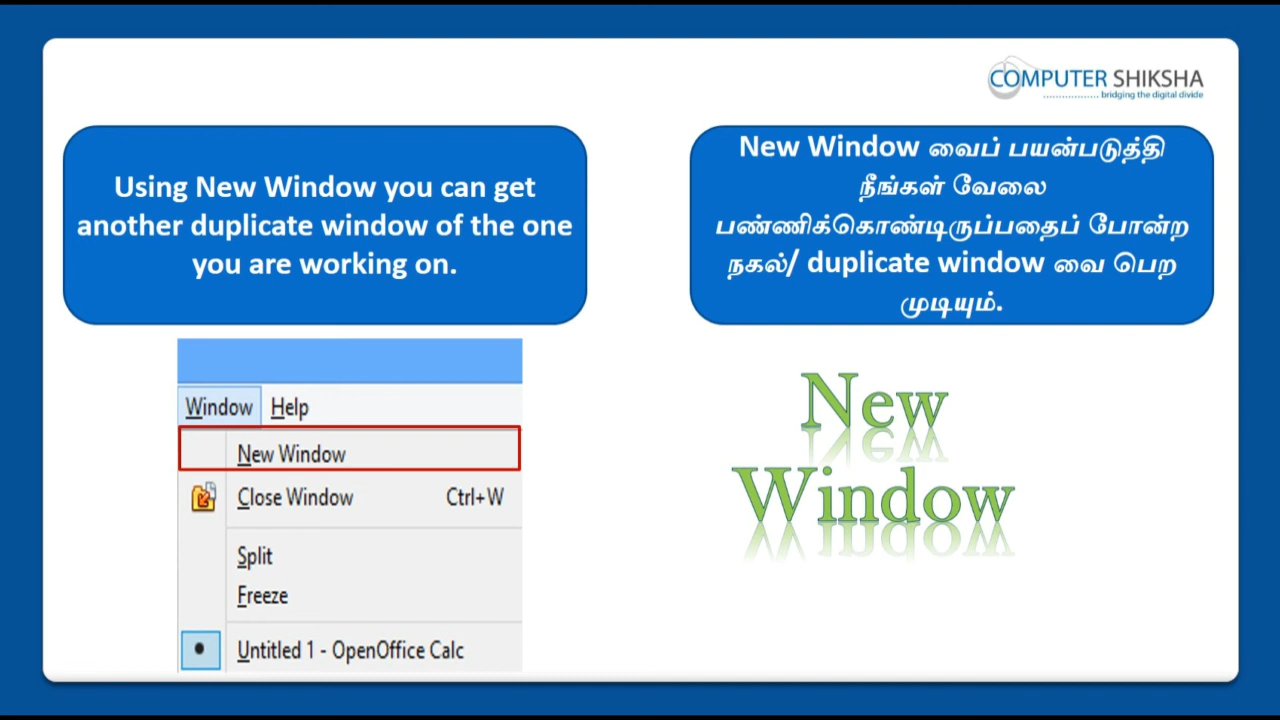 COMPUTER SHIKSHA
bridging the digital divide
Using New Window you can get
another duplicate window of the one
you are working on.
New Window வைப் பயன்படுத்தி
நீங்கள் வேலை
பண்ணிக்கொண்டிருப்பதைப் போன்ற
நகல்/ duplicate window வை பெற
முடியும்.
Window Help
New Window
Close Window Ctrl+W
Split
Freeze
Untitled 1 - OpenOffice Calc
New
Window